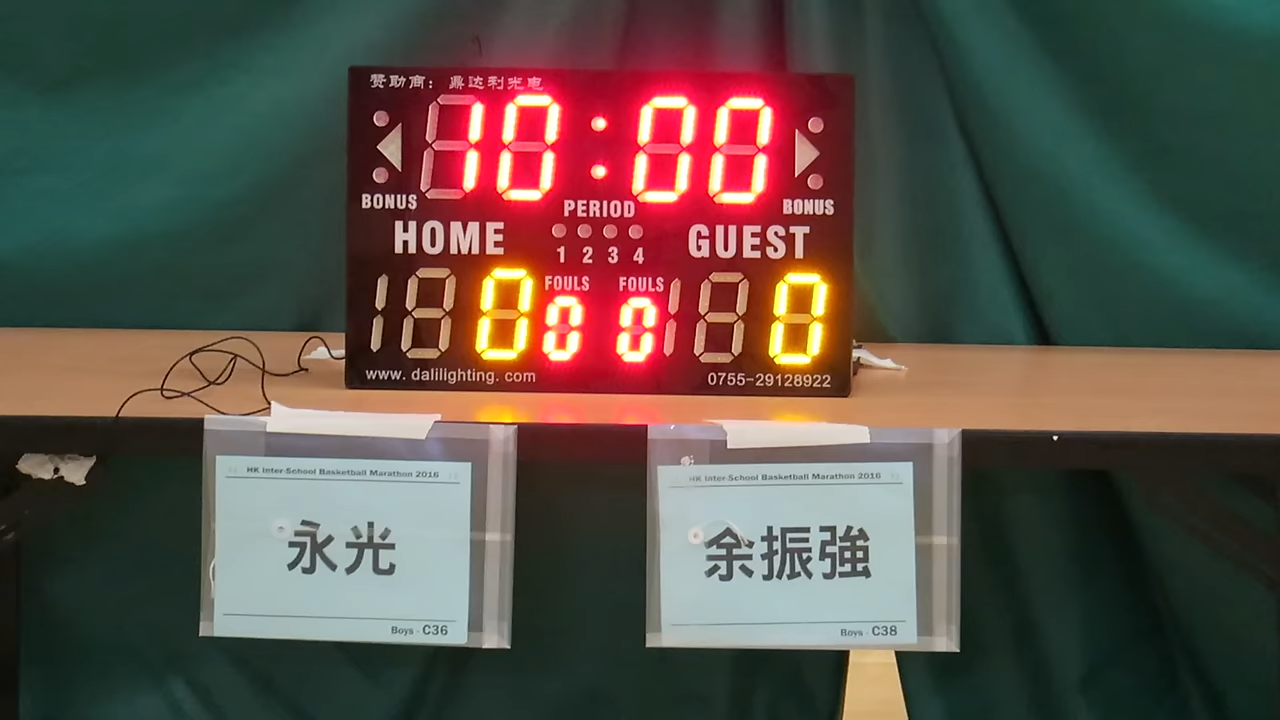 赞助商：鼎达利光电
10:00
BONUS
PERIOD
BONUS
HOME
1 2 3 4
GUEST
FOULS
FOULS
0
0
0
0
www.dalilighting.com
0755-29128922
HK Inter-School Basketball Marathon 2016
永光
Boys - C36
HK Inter-School Basketball Marathon 2016
余振強
Boys - C38